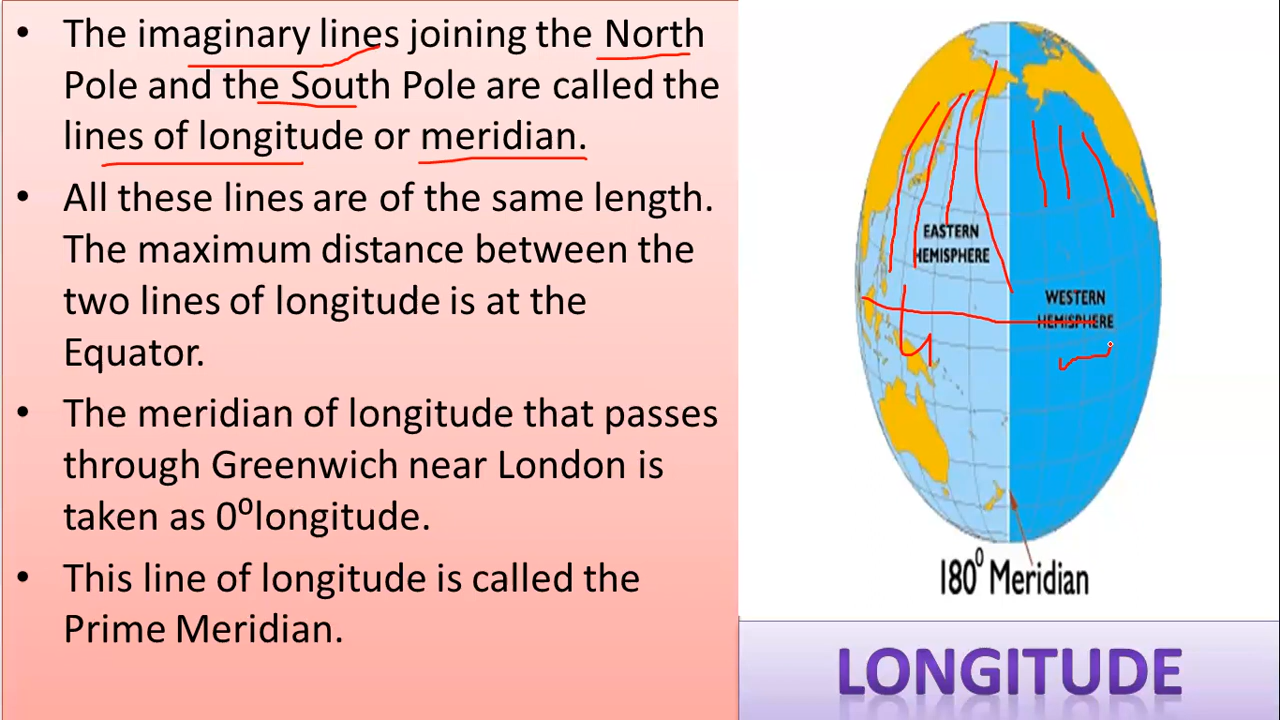 • The imaginary lines joining the North
Pole and the South Pole are called the
lines of longitude or meridian.
• All these lines are of the same length.
The maximum distance between the
two lines of longitude is at the
Equator.
• The meridian of longitude that passes
through Greenwich near London is
taken as 0⁰longitude.
• This line of longitude is called the
Prime Meridian.
EASTERN
HEMISPHERE
WESTERN
HEMISPHERE
180⁰ Meridian
LONGITUDE